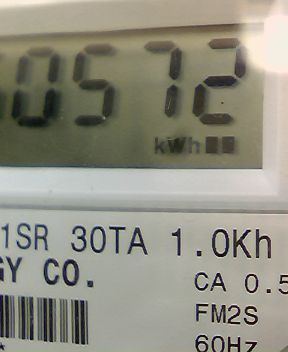 0572
kWh
1SR 30TA 1.0Kh
GY CO.
CA 0.5
FM2S
60Hz